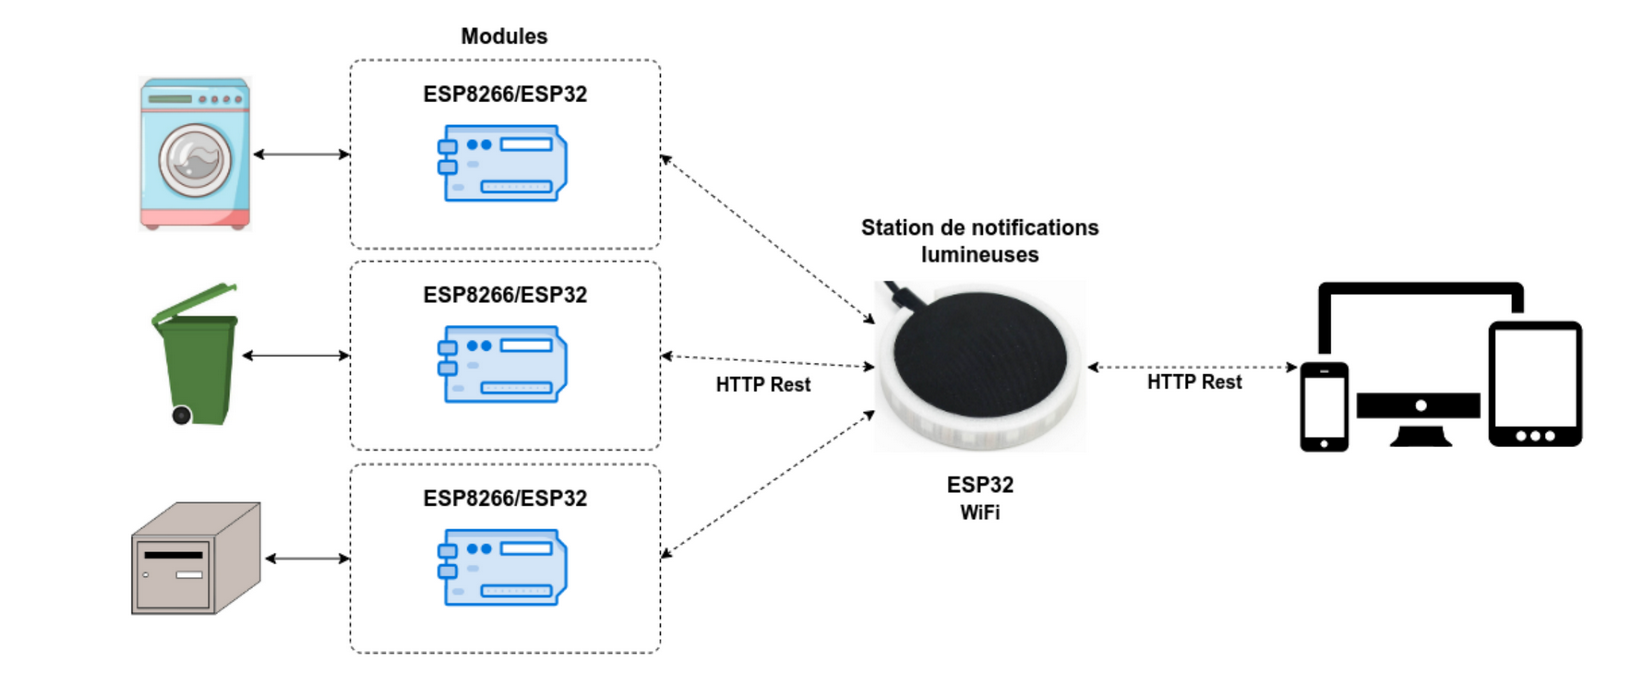 Modules
ESP8266/ESP32
ESP8266/ESP32
ESP8266/ESP32
HTTP Rest
Station de notifications
lumineuses
ESP32
WiFi
HTTP Rest